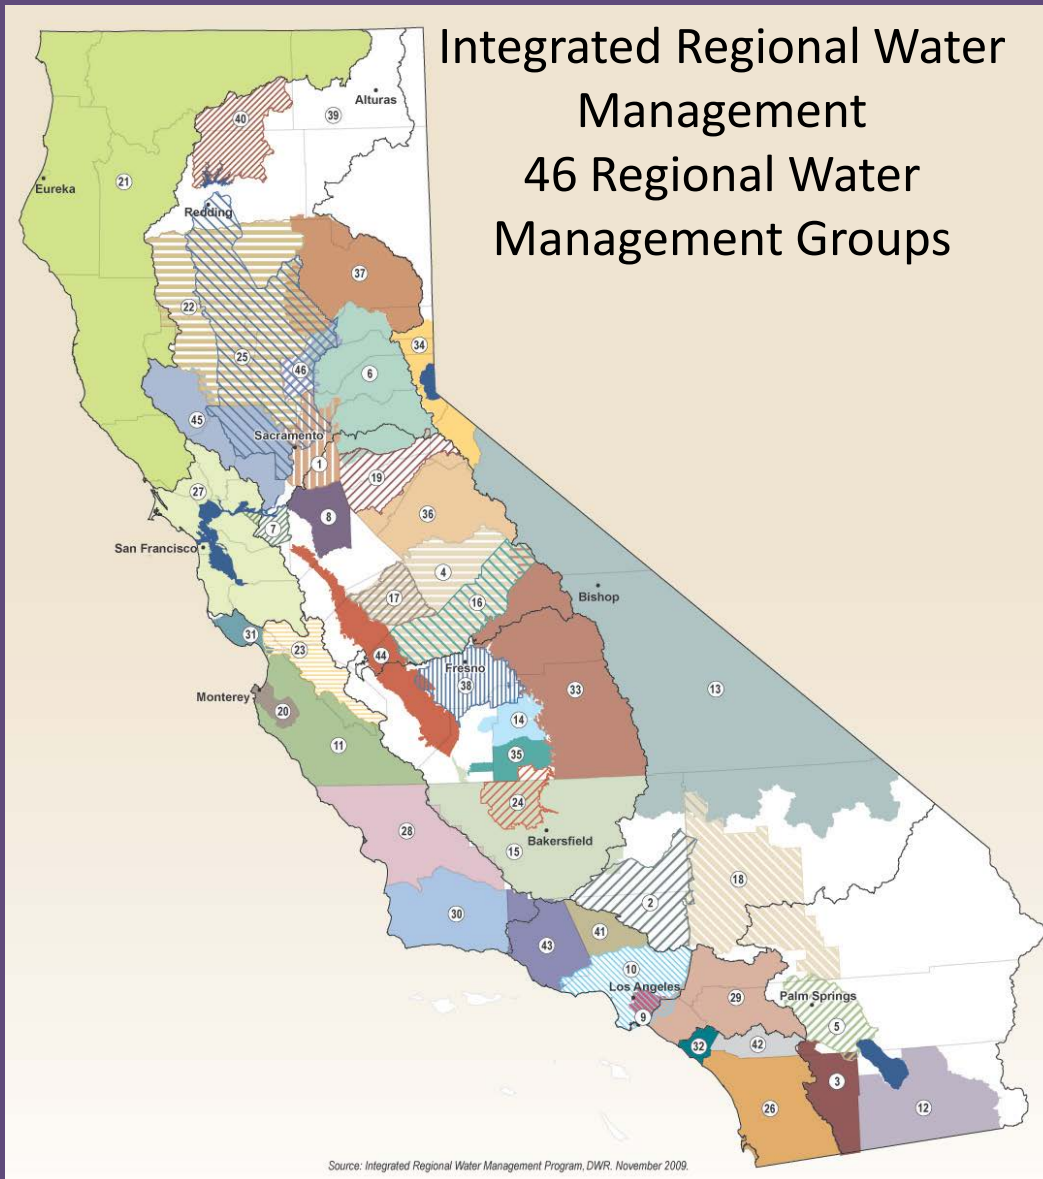 Integrated Regional Water
Management
46 Regional Water
Management Groups
Alturas
40
39
21
Eureka
Redding
37
22
34
25
46
6
45
Sacramento
1
19
27
36
8
7
San Francisco
4
Bishop
17
16
31
23
44
Fresno
38
33
13
Monterey
20
14
11
35
24
28
Bakersfield
15
18
2
30
41
43
10
Los Angeles
29
Palm Springs
9
5
32
42
3
26
12
Source: Integrated Regional Water Management Program, DWR. November 2009.